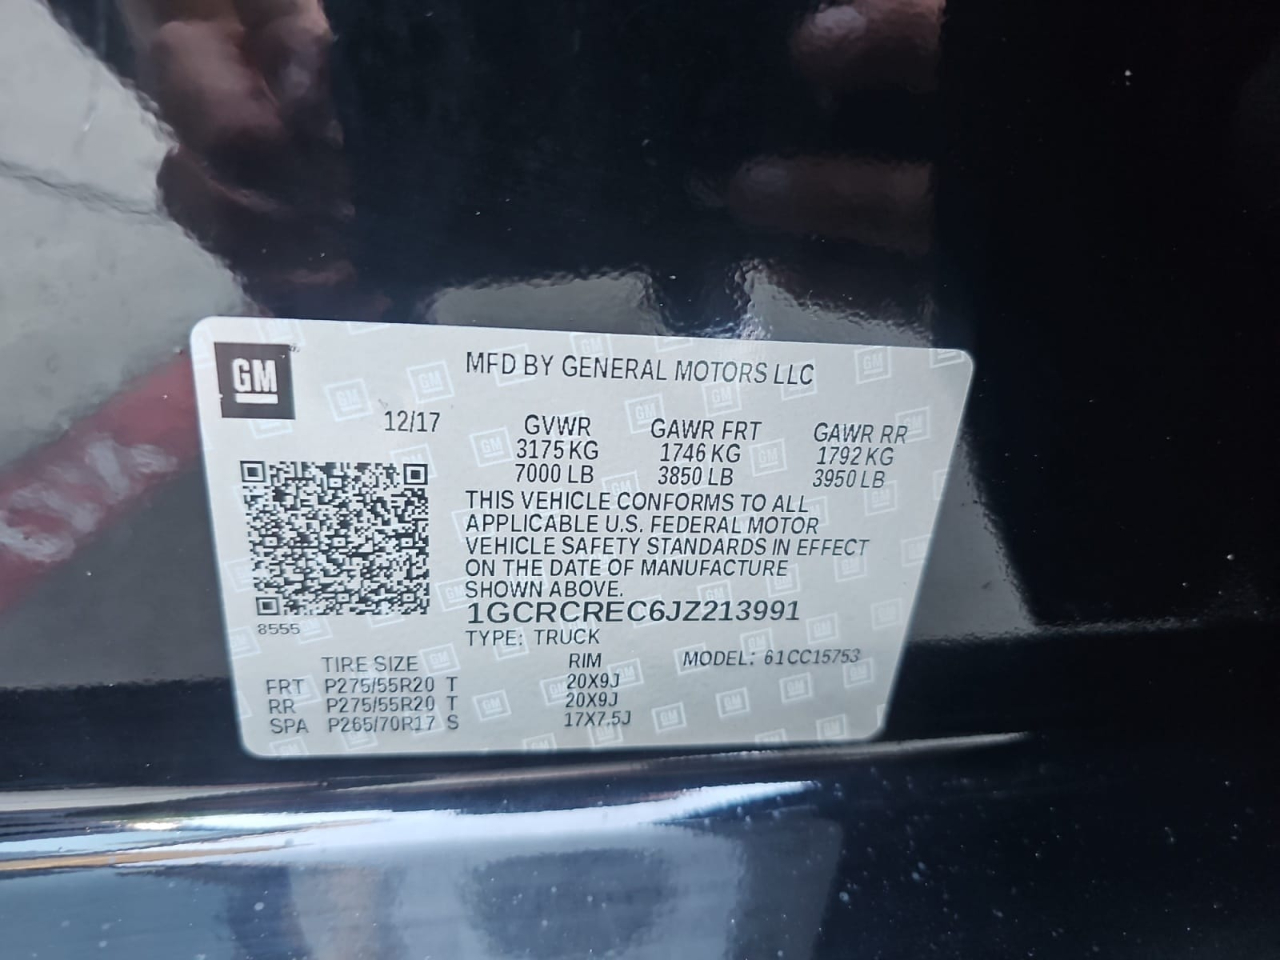 GM
MFD BY GENERAL MOTORS LLC
12/17
GVWR GAWR FRT GAWR RR
3175 KG 1746 KG 1792 KG
7000 LB 3850 LB 3950 LB
THIS VEHICLE CONFORMS TO ALL
APPLICABLE U.S. FEDERAL MOTOR
VEHICLE SAFETY STANDARDS IN EFFECT
ON THE DATE OF MANUFACTURE
SHOWN ABOVE.
1GCRCREC6JZ213991
8555
TYPE: TRUCK
TIRE SIZE RIM MODEL: 61CC15753
FRT P275/55R20 T 20X9J
RR P275/55R20 T 20X9J
SPA P265/70R17 S 17X7.5J